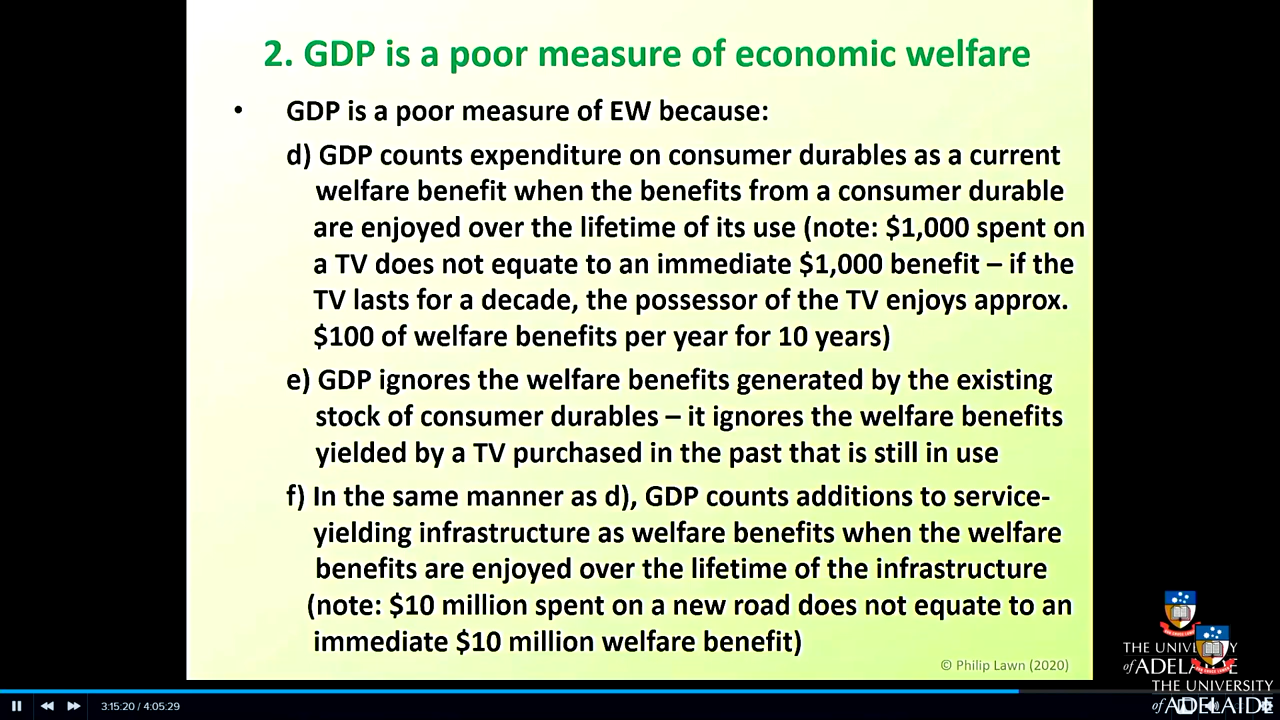 2. GDP is a poor measure of economic welfare
• GDP is a poor measure of EW because:
d) GDP counts expenditure on consumer durables as a current
welfare benefit when the benefits from a consumer durable
are enjoyed over the lifetime of its use (note: $1,000 spent on
a TV does not equate to an immediate $1,000 benefit – if the
TV lasts for a decade, the possessor of the TV enjoys approx.
$100 of welfare benefits per year for 10 years)
e) GDP ignores the welfare benefits generated by the existing
stock of consumer durables – it ignores the welfare benefits
yielded by a TV purchased in the past that is still in use
f) In the same manner as d), GDP counts additions to service-
yielding infrastructure as welfare benefits when the welfare
benefits are enjoyed over the lifetime of the infrastructure
(note: $10 million spent on a new road does not equate to an
immediate $10 million welfare benefit)
© Philip Lawn (2020)
THE UNIVERSITY
of ADELAIDE
THE UNIVERSITY
of ADELAIDE
3:15:20 / 4:05:29